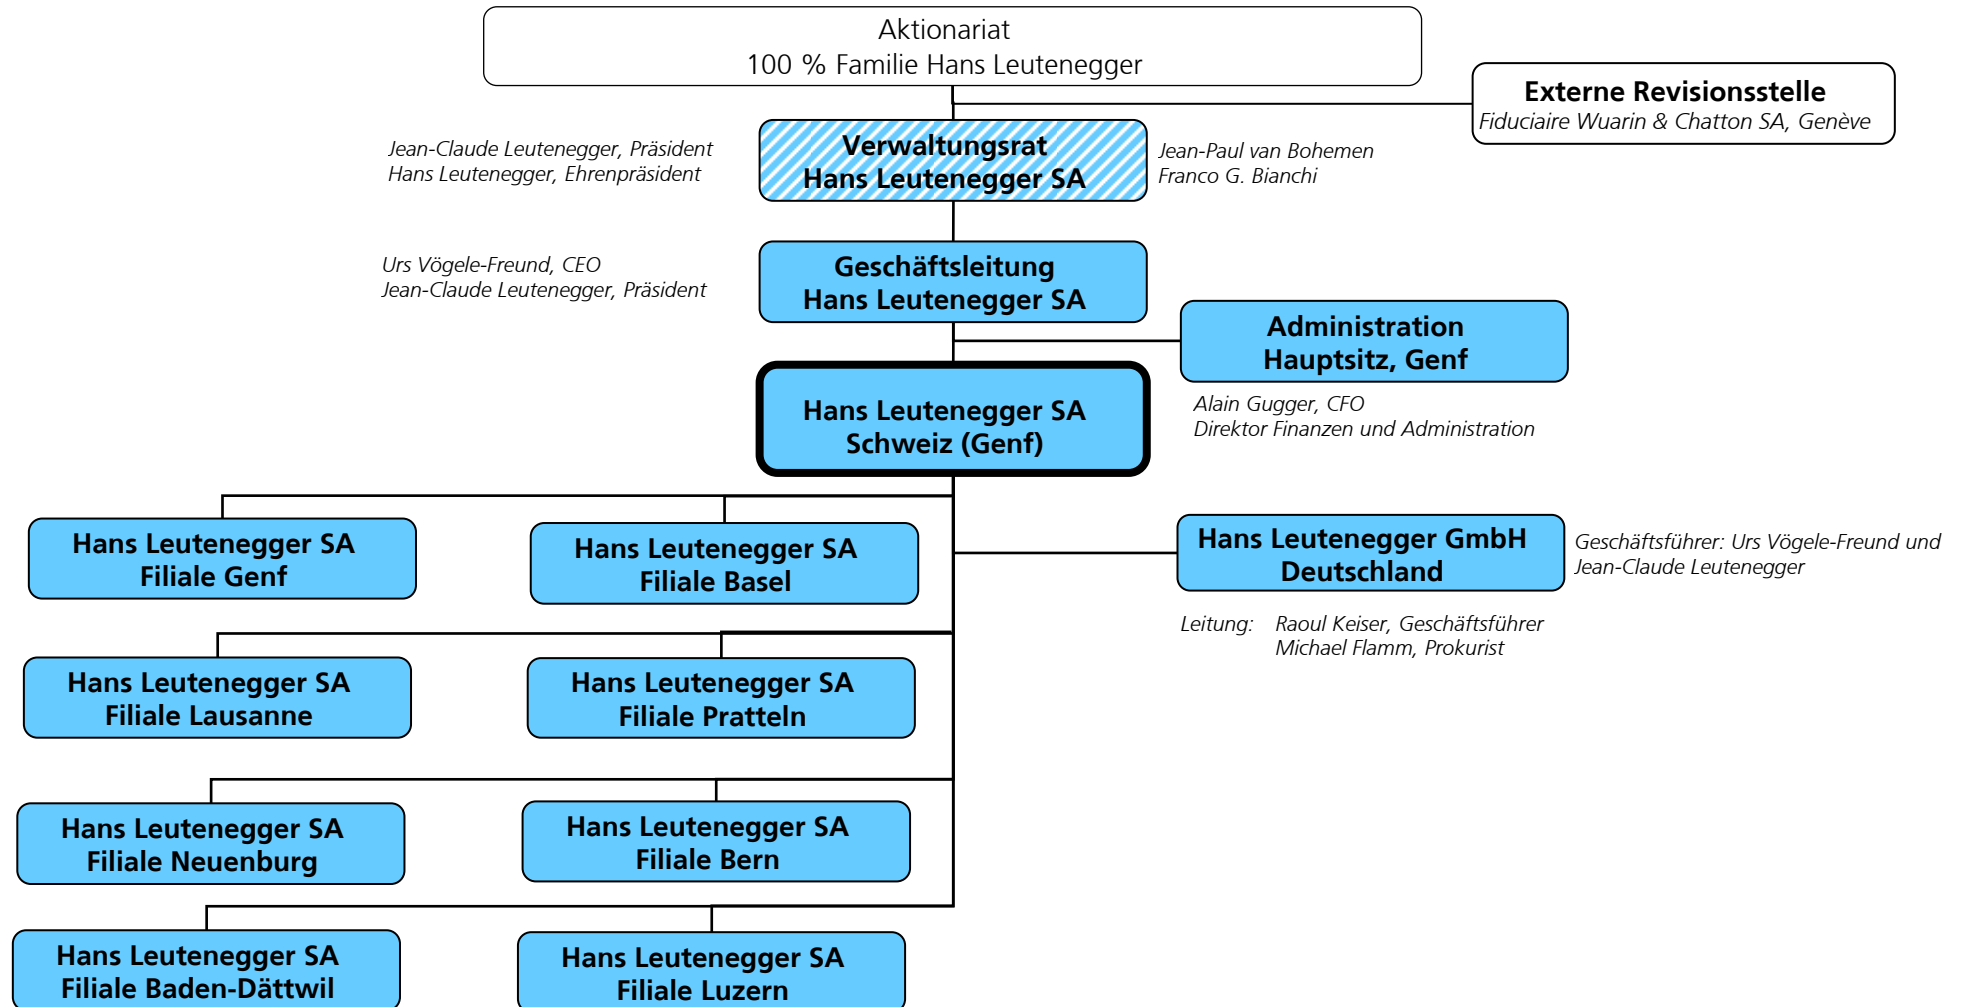 Aktionariat
100 % Familie Hans Leutenegger
Externe Revisionsstelle
Fiduciaire Wuarin & Chatton SA, Genève
Jean-Claude Leutenegger, Präsident
Hans Leutenegger, Ehrenpräsident
Verwaltungsrat
Hans Leutenegger SA
Jean-Paul van Bohemen
Franco G. Bianchi
Urs Vögele-Freund, CEO
Jean-Claude Leutenegger, Präsident
Geschäftsleitung
Hans Leutenegger SA
Administration
Hauptsitz, Genf
Alain Gugger, CFO
Direktor Finanzen und Administration
Hans Leutenegger SA
Schweiz (Genf)
Hans Leutenegger SA
Filiale Genf
Hans Leutenegger SA
Filiale Basel
Hans Leutenegger GmbH
Deutschland
Geschäftsführer: Urs Vögele-Freund und
Jean-Claude Leutenegger
Leitung: Raoul Keiser, Geschäftsführer
Michael Flamm, Prokurist
Hans Leutenegger SA
Filiale Lausanne
Hans Leutenegger SA
Filiale Pratteln
Hans Leutenegger SA
Filiale Neuenburg
Hans Leutenegger SA
Filiale Bern
Hans Leutenegger SA
Filiale Baden-Dättwil
Hans Leutenegger SA
Filiale Luzern